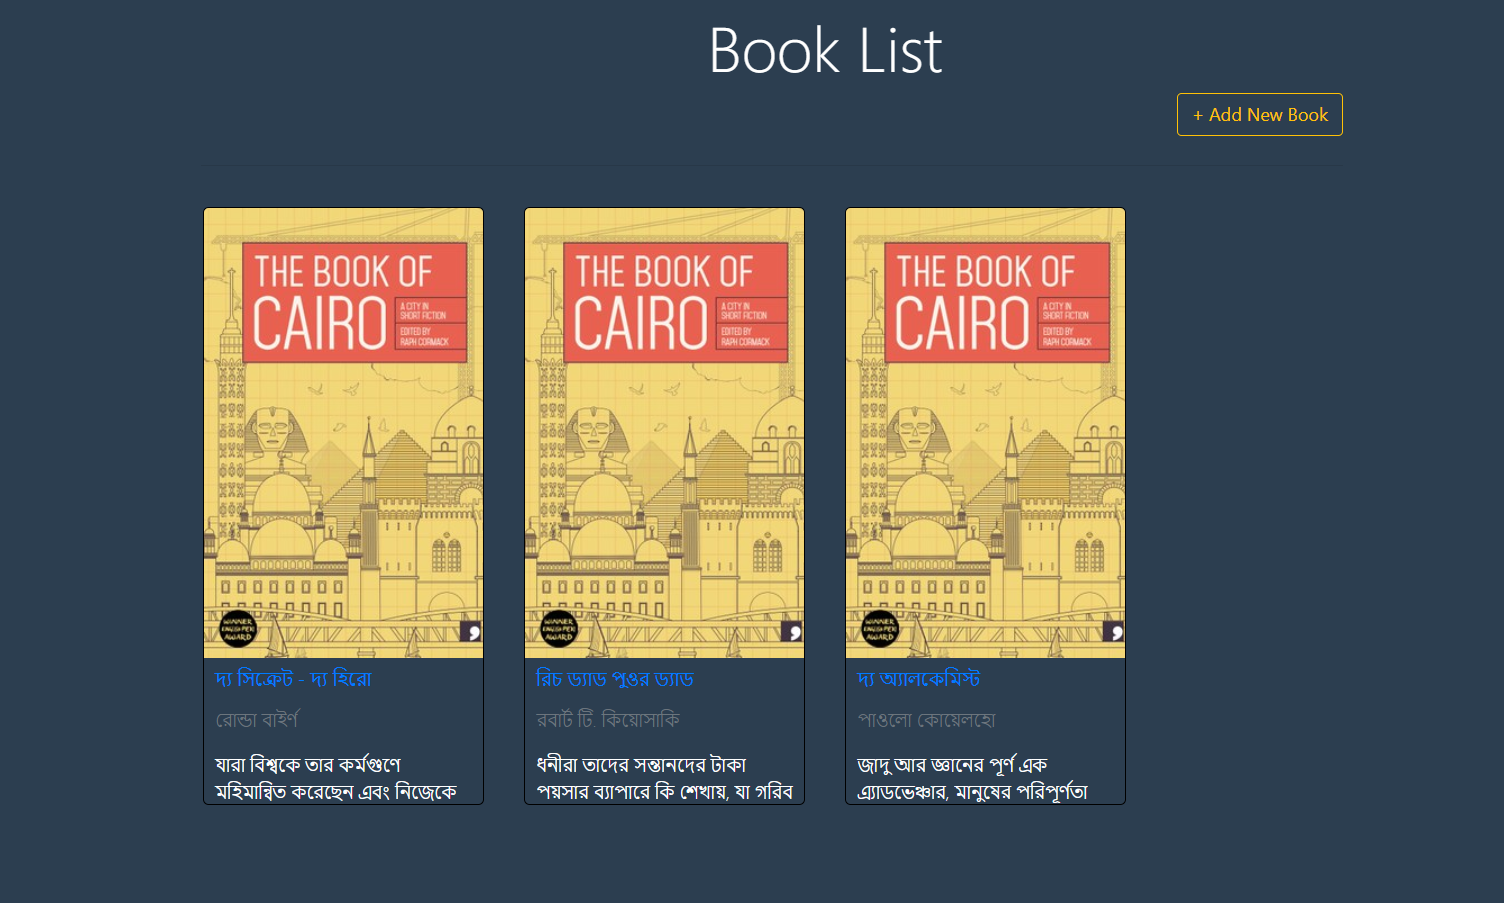 Book List
+ Add New Book
THE BOOK OF
CAIRO
A CITY IN
SHORT FICTION
EDITED BY
RAPH CORMACK
WINNER
ENGLISH PEN
AWARD
দ্য সিক্রেট - দ্য হিরো
রোন্ডা বাইর্ণ
যারা বিশ্বকে তার কর্মগুণে
মহিমান্বিত করেছেন এবং নিজেকে
THE BOOK OF
CAIRO
A CITY IN
SHORT FICTION
EDITED BY
RAPH CORMACK
WINNER
ENGLISH PEN
AWARD
রিচ ড্যাড পুওর ড্যাড
রবার্ট টি. কিয়োসাকি
ধনীরা তাদের সন্তানদের টাকা
পয়সার ব্যাপারে কি শেখায়, যা গরিব
THE BOOK OF
CAIRO
A CITY IN
SHORT FICTION
EDITED BY
RAPH CORMACK
WINNER
ENGLISH PEN
AWARD
দ্য অ্যালকেমিস্ট
পাওলো কোয়েলহো
জাদু আর জ্ঞানের পূর্ণ এক
এ্যাডভেঞ্চার, মানুষের পরিপূর্ণতা